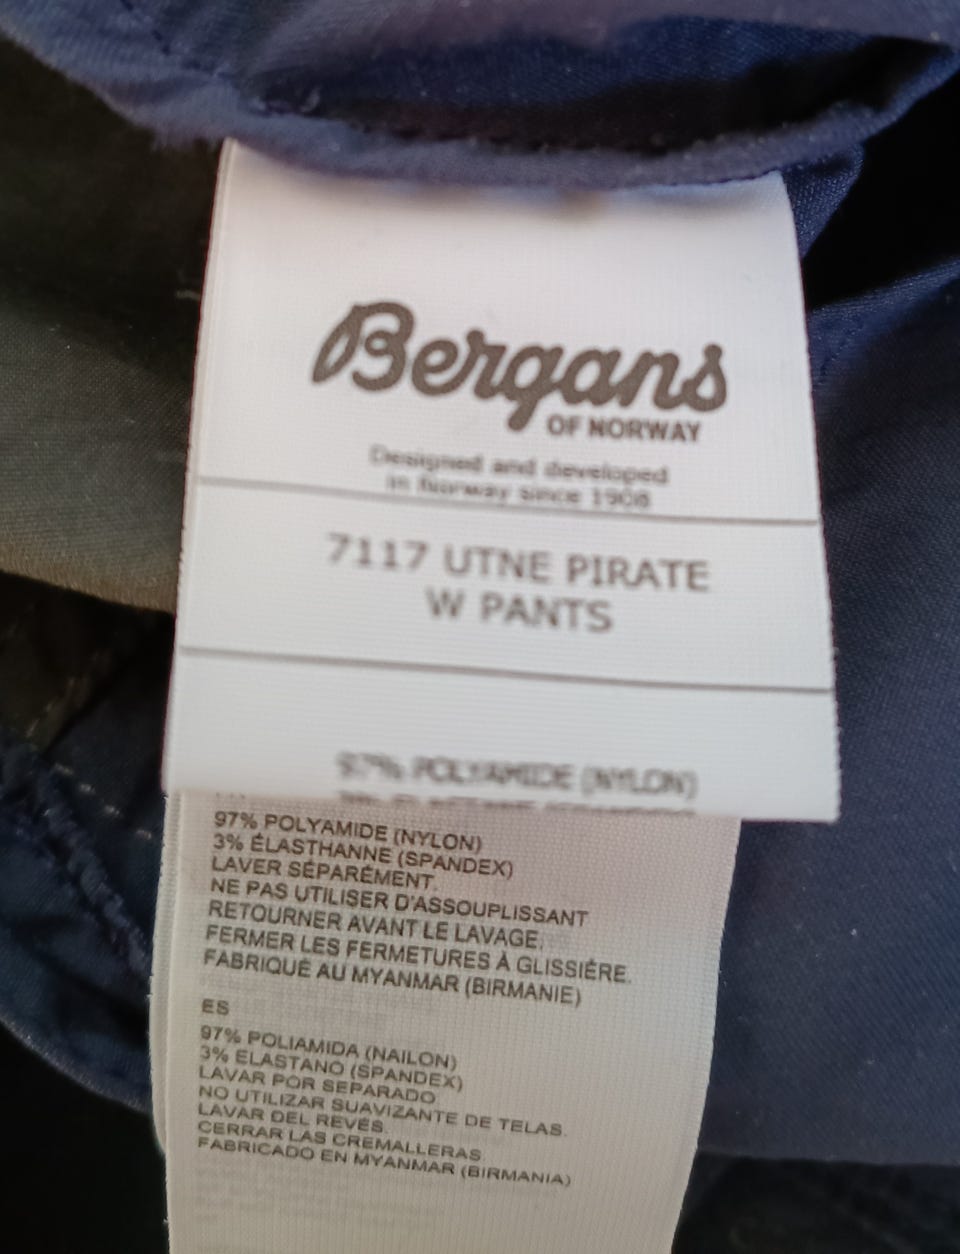 Bergans
OF NORWAY
Designed and developed
in Norway since 1908
7117 UTNE PIRATE
W PANTS
97% POLYAMIDE (NYLON)
97% POLYAMIDE (NYLON)
3% ÉLASTHANNE (SPANDEX)
LAVER SÉPARÉMENT.
NE PAS UTILISER D'ASSOUPLISSANT
RETOURNER AVANT LE LAVAGE.
FERMER LES FERMETURES À GLISSIÈRE.
FABRIQUÉ AU MYANMAR (BIRMANIE)
ES
97% POLIAMIDA (NAILON)
3% ELASTANO (SPANDEX)
LAVAR POR SEPARADO
NO UTILIZAR SUAVIZANTE DE TELAS.
LAVAR DEL REVÉS.
CERRAR LAS CREMALLERAS.
FABRICADO EN MYANMAR (BIRMANIA)